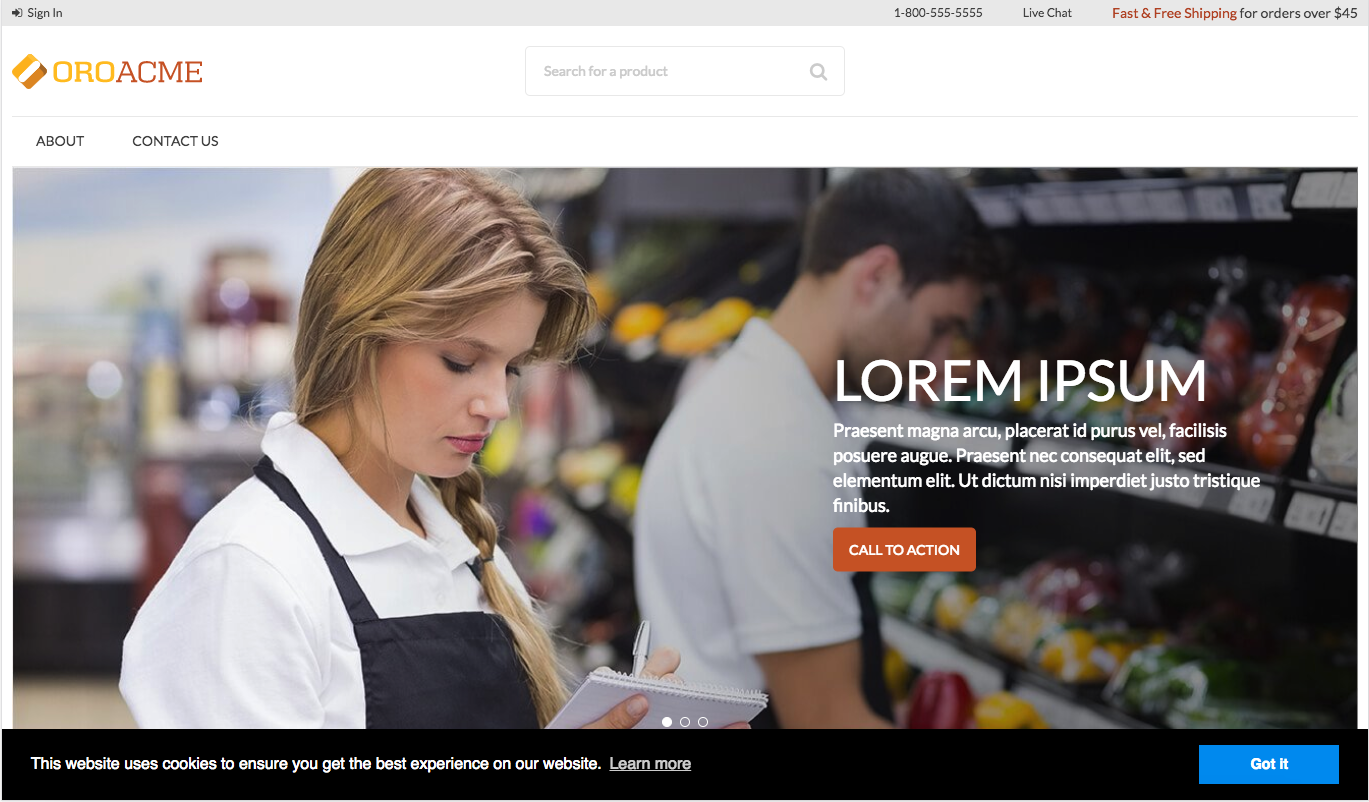 Sign In
1-800-555-5555
Live Chat
Fast & Free Shipping for orders over $45
OROACME
Search for a product
ABOUT
CONTACT US
LOREM IPSUM
Praesent magna arcu, placerat id purus vel, facilisis
posuere augue. Praesent nec consequat elit, sed
elementum elit. Ut dictum nisi imperdiet justo tristique
finibus.
CALL TO ACTION
This website uses cookies to ensure you get the best experience on our website. Learn more
Got it